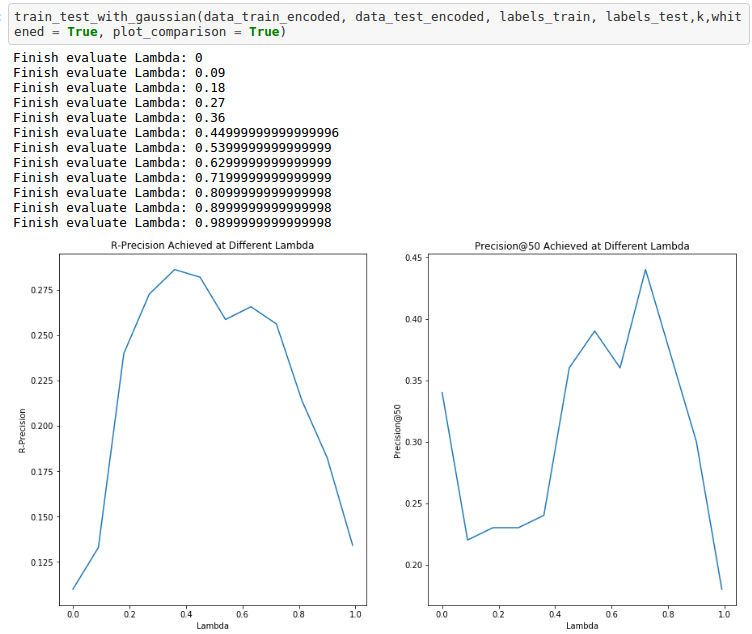 train_test_with_gaussian(data_train_encoded, data_test_encoded, labels_train, labels_test,k,whit
ened = True, plot_comparison = True)
Finish evaluate Lambda: 0
Finish evaluate Lambda: 0.09
Finish evaluate Lambda: 0.18
Finish evaluate Lambda: 0.27
Finish evaluate Lambda: 0.36
Finish evaluate Lambda: 0.44999999999999996
Finish evaluate Lambda: 0.5399999999999999
Finish evaluate Lambda: 0.6299999999999999
Finish evaluate Lambda: 0.7199999999999999
Finish evaluate Lambda: 0.8099999999999998
Finish evaluate Lambda: 0.8999999999999998
Finish evaluate Lambda: 0.9899999999999998
R-Precision Achieved at Different Lambda
0.275
0.250
0.225
0.200
0.175
0.150
0.125
R-Precision
0.0 0.2 0.4 0.6 0.8 1.0
Lambda
Precision@50 Achieved at Different Lambda
0.45
0.40
0.35
0.30
0.25
0.20
Precision@50
0.0 0.2 0.4 0.6 0.8 1.0
Lambda